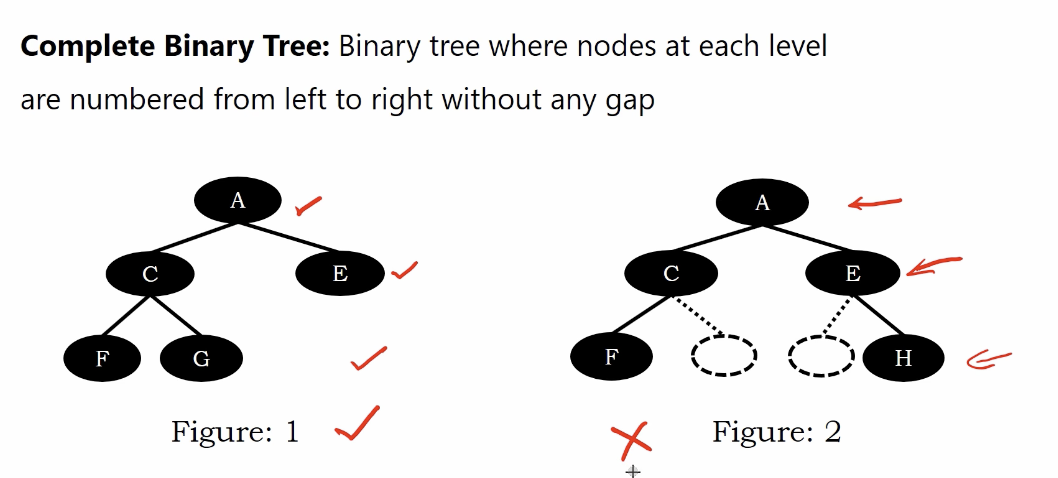 Complete Binary Tree: Binary tree where nodes at each level
are numbered from left to right without any gap
A
C E
F G
Figure: 1
A
C E
F H
Figure: 2